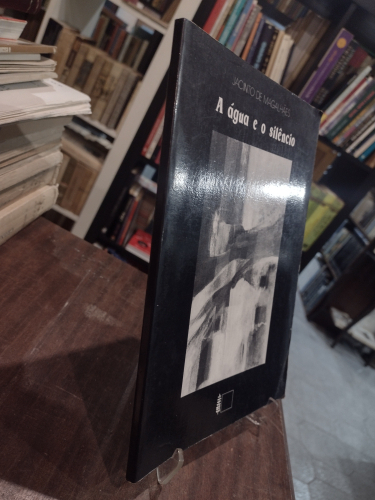 JACINTO DE MAGALHÃES
A água e o silêncio